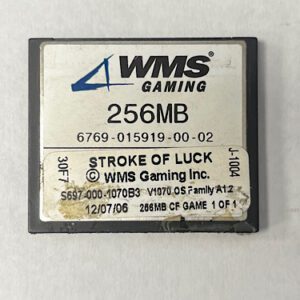 WMS®
GAMING
256MB
6769-015919-00-02
STROKE OF LUCK
© WMS Gaming Inc.
S697-000-1070B3 V1070 OS Family A1.2
12/07/06 256MB CF GAME 1 OF 1
30F7
J-1004